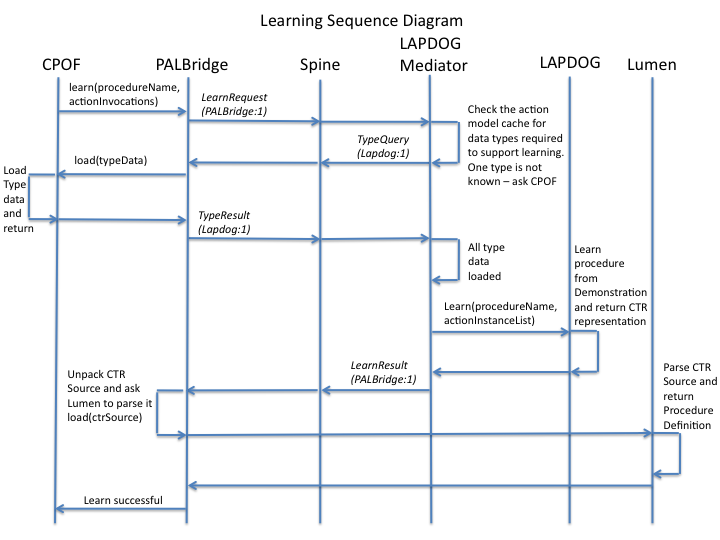 Learning Sequence Diagram
CPOF
PALBridge
Spine
LAPDOG
Mediator
LAPDOG
Lumen
learn(procedureName,
actionInvocations)
LearnRequest
(PALBridge:1)
Check the action
model cache for
data types required
to support learning.
One type is not
known – ask CPOF
TypeQuery
(Lapdog:1)
load(typeData)
Load
Type
data
and
return
TypeResult
(Lapdog:1)
All type
data
loaded
Learn
procedure
from
Demonstration
and return CTR
representation
Learn(procedureName,
actionInstanceList)
LearnResult
(PALBridge:1)
Unpack CTR
Source and ask
Lumen to parse it
load(ctrSource)
Parse CTR
Source and
return
Procedure
Definition
Learn successful